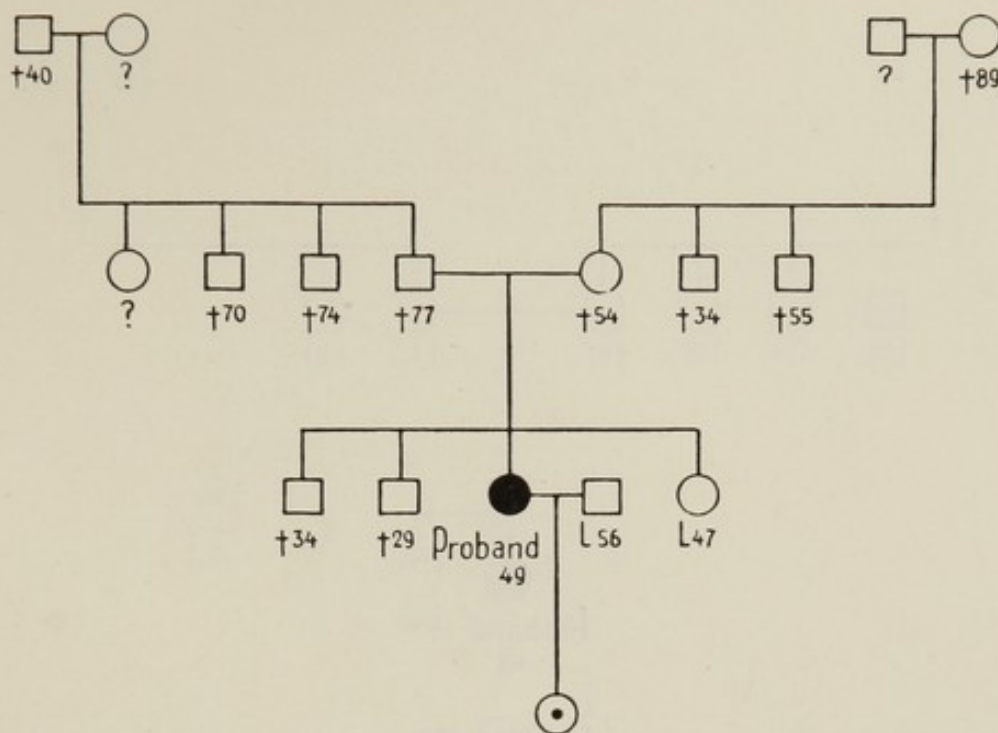 †40 ? ? †89
? †70 †74 †77 †54 †34 †55
†34 †29 Proband L56 L47
49